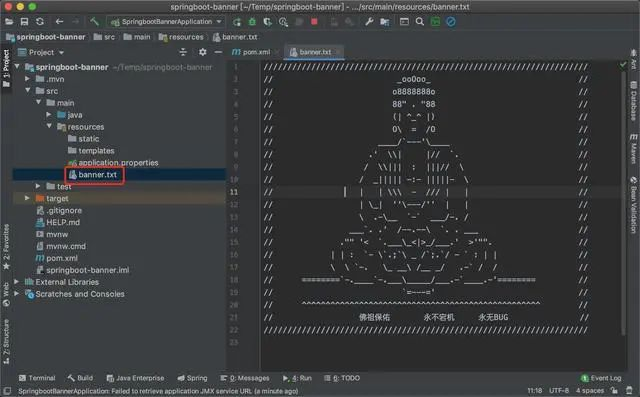 springboot-banner [~/Temp/springboot-banner] - .../src/main/resources/banner.txt
springboot-banner
src
main
resources
banner.txt
SpringbootBannerApplication
Project
pom.xml
banner.txt
springboot-banner ~/Temp/springboot-banner
.mvn
src
main
java
resources
static
templates
application.properties
banner.txt
test
target
.gitignore
HELP.md
mvnw
mvnw.cmd
pom.xml
springboot-banner.iml
External Libraries
Scratches and Consoles
1: Project
2: Favorites
Web
7: Structure
1 ////////////////////////////////////////////////////////////////////
2 // _ooOoo_ //
3 // o8888888o //
4 // 88" . "88 //
5 // (| ^_^ |) //
6 // O\ = /O //
7 // ____/`---'\____ //
8 // .' \\| |// `. //
9 // / \\||| : |||// \ //
10 // / _||||| -:- |||||- \ //
11 // | | \\\ - /// | | //
12 // | \_| ''\---/'' | | //
13 // \ .-\__ `-` ___/-. / //
14 // ___`. .' /--.--\ `. . ___ //
15 // ."" '< `.___\_<|>_/___.' >'"". //
16 // | | : `- \`.;`\ _ /`;.`/ - ` : | | //
17 // \ \ `-. \_ __\ /__ _/ .-` / / //
18 // ========`-.____`-.___\_____/___.-`____.-'======== //
19 // `=---=' //
20 // ^^^^^^^^^^^^^^^^^^^^^^^^^^^^^^^^^^^^^^^^^^^^^^^^^^ //
21 // 佛祖保佑 永不宕机 永无BUG //
22 ////////////////////////////////////////////////////////////////////
23
Ant
Database
Maven
Bean Validation
Terminal
Build
Java Enterprise
Spring
0: Messages
4: Run
6: TODO
1 Event Log
SpringbootBannerApplication: Failed to retrieve application JMX service URL (a minute ago)
11:18 LF UTF-8 4 spaces